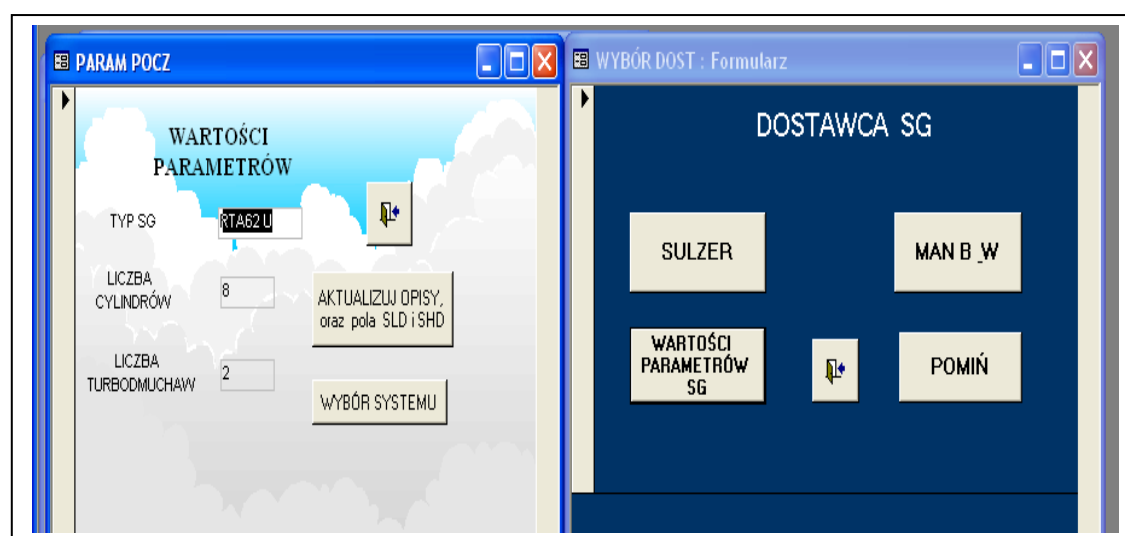 PARAM POCZ
WARTOŚCI
PARAMETRÓW
TYP SG
RTA62 U
LICZBA
CYLINDRÓW
8
AKTUALIZUJ OPISY,
oraz pola SLD i SHD
LICZBA
TURBODMUCHAW
2
WYBÓR SYSTEMU
WYBÓR DOST : Formularz
DOSTAWCA SG
SULZER
MAN B_W
WARTOŚCI
PARAMETRÓW
SG
POMIŃ